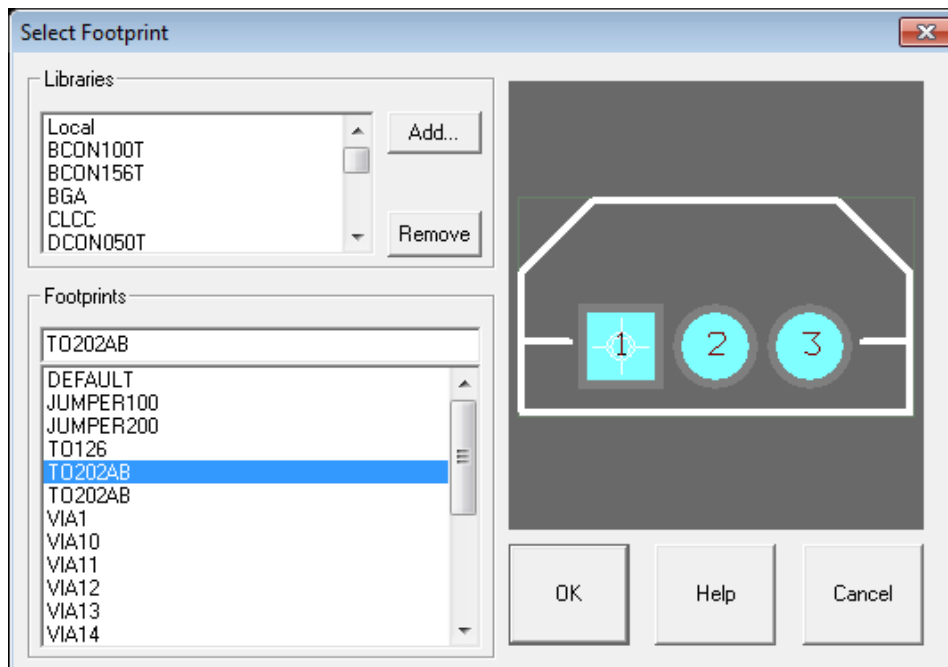 Select Footprint
Libraries
Local
BCON100T
BCON156T
BGA
CLCC
DCON050T
Add...
Remove
Footprints
TO202AB
DEFAULT
JUMPER100
JUMPER200
TO126
TO202AB
TO202AB
VIA1
VIA10
VIA11
VIA12
VIA13
VIA14
1 2 3
OK Help Cancel